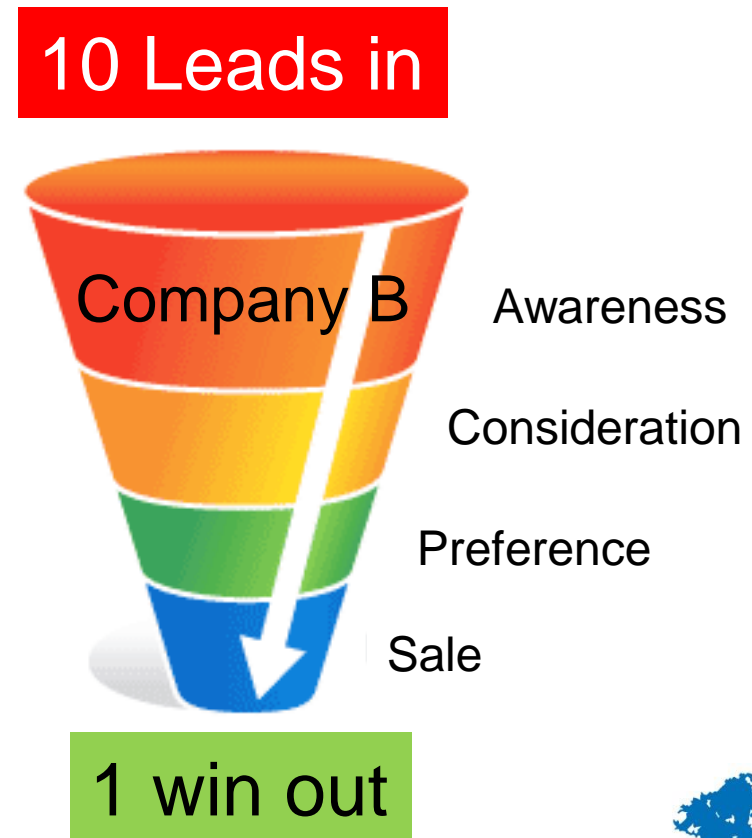 10 Leads in
Company B
Awareness
Consideration
Preference
Sale
1 win out